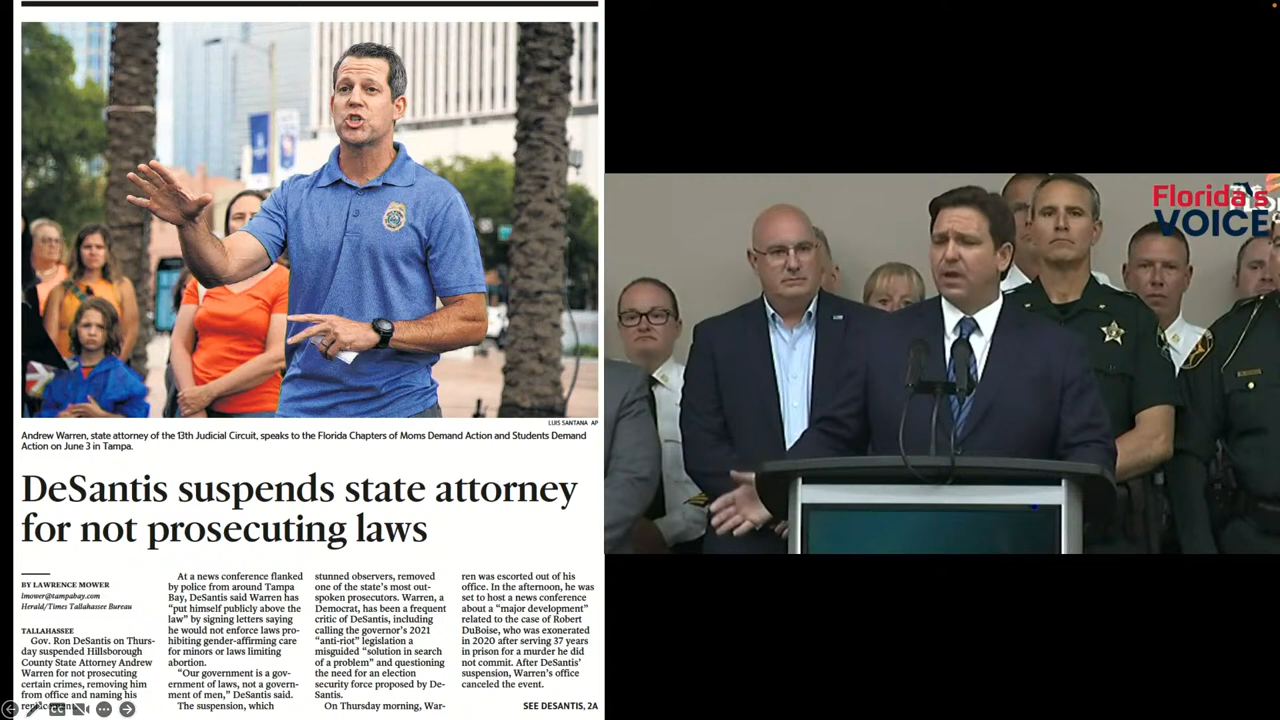 LUIS SANTANA AP
Andrew Warren, state attorney of the 13th Judicial Circuit, speaks to the Florida Chapters of Moms Demand Action and Students Demand
Action on June 3 in Tampa.
DeSantis suspends state attorney
for not prosecuting laws
BY LAWRENCE MOWER
lmower@tampabay.com
Herald/Times Tallahassee Bureau
TALLAHASSEE
Gov. Ron DeSantis on Thurs-
day suspended Hillsborough
County State Attorney Andrew
Warren for not prosecuting
certain crimes, removing him
from office and naming his
At a news conference flanked
by police from around Tampa
Bay, DeSantis said Warren has
“put himself publicly above the
law” by signing letters saying
he would not enforce laws pro-
hibiting gender-affirming care
for minors or laws limiting
abortion.
“Our government is a gov-
ernment of laws, not a govern-
ment of men,” DeSantis said.
The suspension, which
stunned observers, removed
one of the state’s most out-
spoken prosecutors. Warren, a
Democrat, has been a frequent
critic of DeSantis, including
calling the governor’s 2021
“anti-riot” legislation a
misguided “solution in search
of a problem” and questioning
the need for an election
security force proposed by De-
Santis.
On Thursday morning, War-
ren was escorted out of his
office. In the afternoon, he was
set to host a news conference
about a “major development”
related to the case of Robert
DuBoise, who was exonerated
in 2020 after serving 37 years
in prison for a murder he did
not commit. After DeSantis’
suspension, Warren’s office
canceled the event.
SEE DESANTIS, 2A
Florida's
VOICE